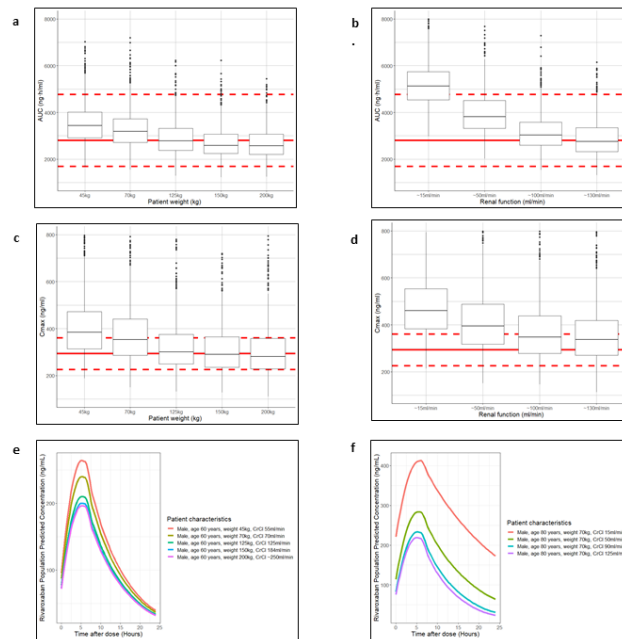 a
8000
6000
4000
2000
AUC (ng·h/ml)
45kg
70kg
125kg
150kg
200kg
Patient weight (kg)
b
.
8000
6000
4000
2000
AUC (ng·h/ml)
~15ml/min
~50ml/min
~100ml/min
~130ml/min
Renal function (ml/min)
c
800
600
400
200
Cmax (ng/ml)
45kg
70kg
125kg
150kg
200kg
Patient weight (kg)
d
800
600
400
200
Cmax (ng/ml)
~15ml/min
~50ml/min
~100ml/min
~130ml/min
Renal function (ml/min)
e
Rivaroxaban Population Predicted Concentration (ng/mL)
200
100
0
5
10
15
20
25
Time after dose (Hours)
Patient characteristics
Male, age 60 years, weight 45kg, CrCl 55ml/min
Male, age 60 years, weight 70kg, CrCl 70ml/min
Male, age 60 years, weight 125kg, CrCl 125ml/min
Male, age 60 years, weight 150kg, CrCl 184ml/min
Male, age 60 years, weight 200kg, CrCl ~250ml/min
f
Rivaroxaban Population Predicted Concentration (ng/mL)
400
300
200
100
0
5
10
15
20
25
Time after dose (Hours)
Patient characteristics
Male, age 80 years, weight 70kg, CrCl 15ml/min
Male, age 80 years, weight 70kg, CrCl 50ml/min
Male, age 80 years, weight 70kg, CrCl 90ml/min
Male, age 80 years, weight 70kg, CrCl 125ml/min